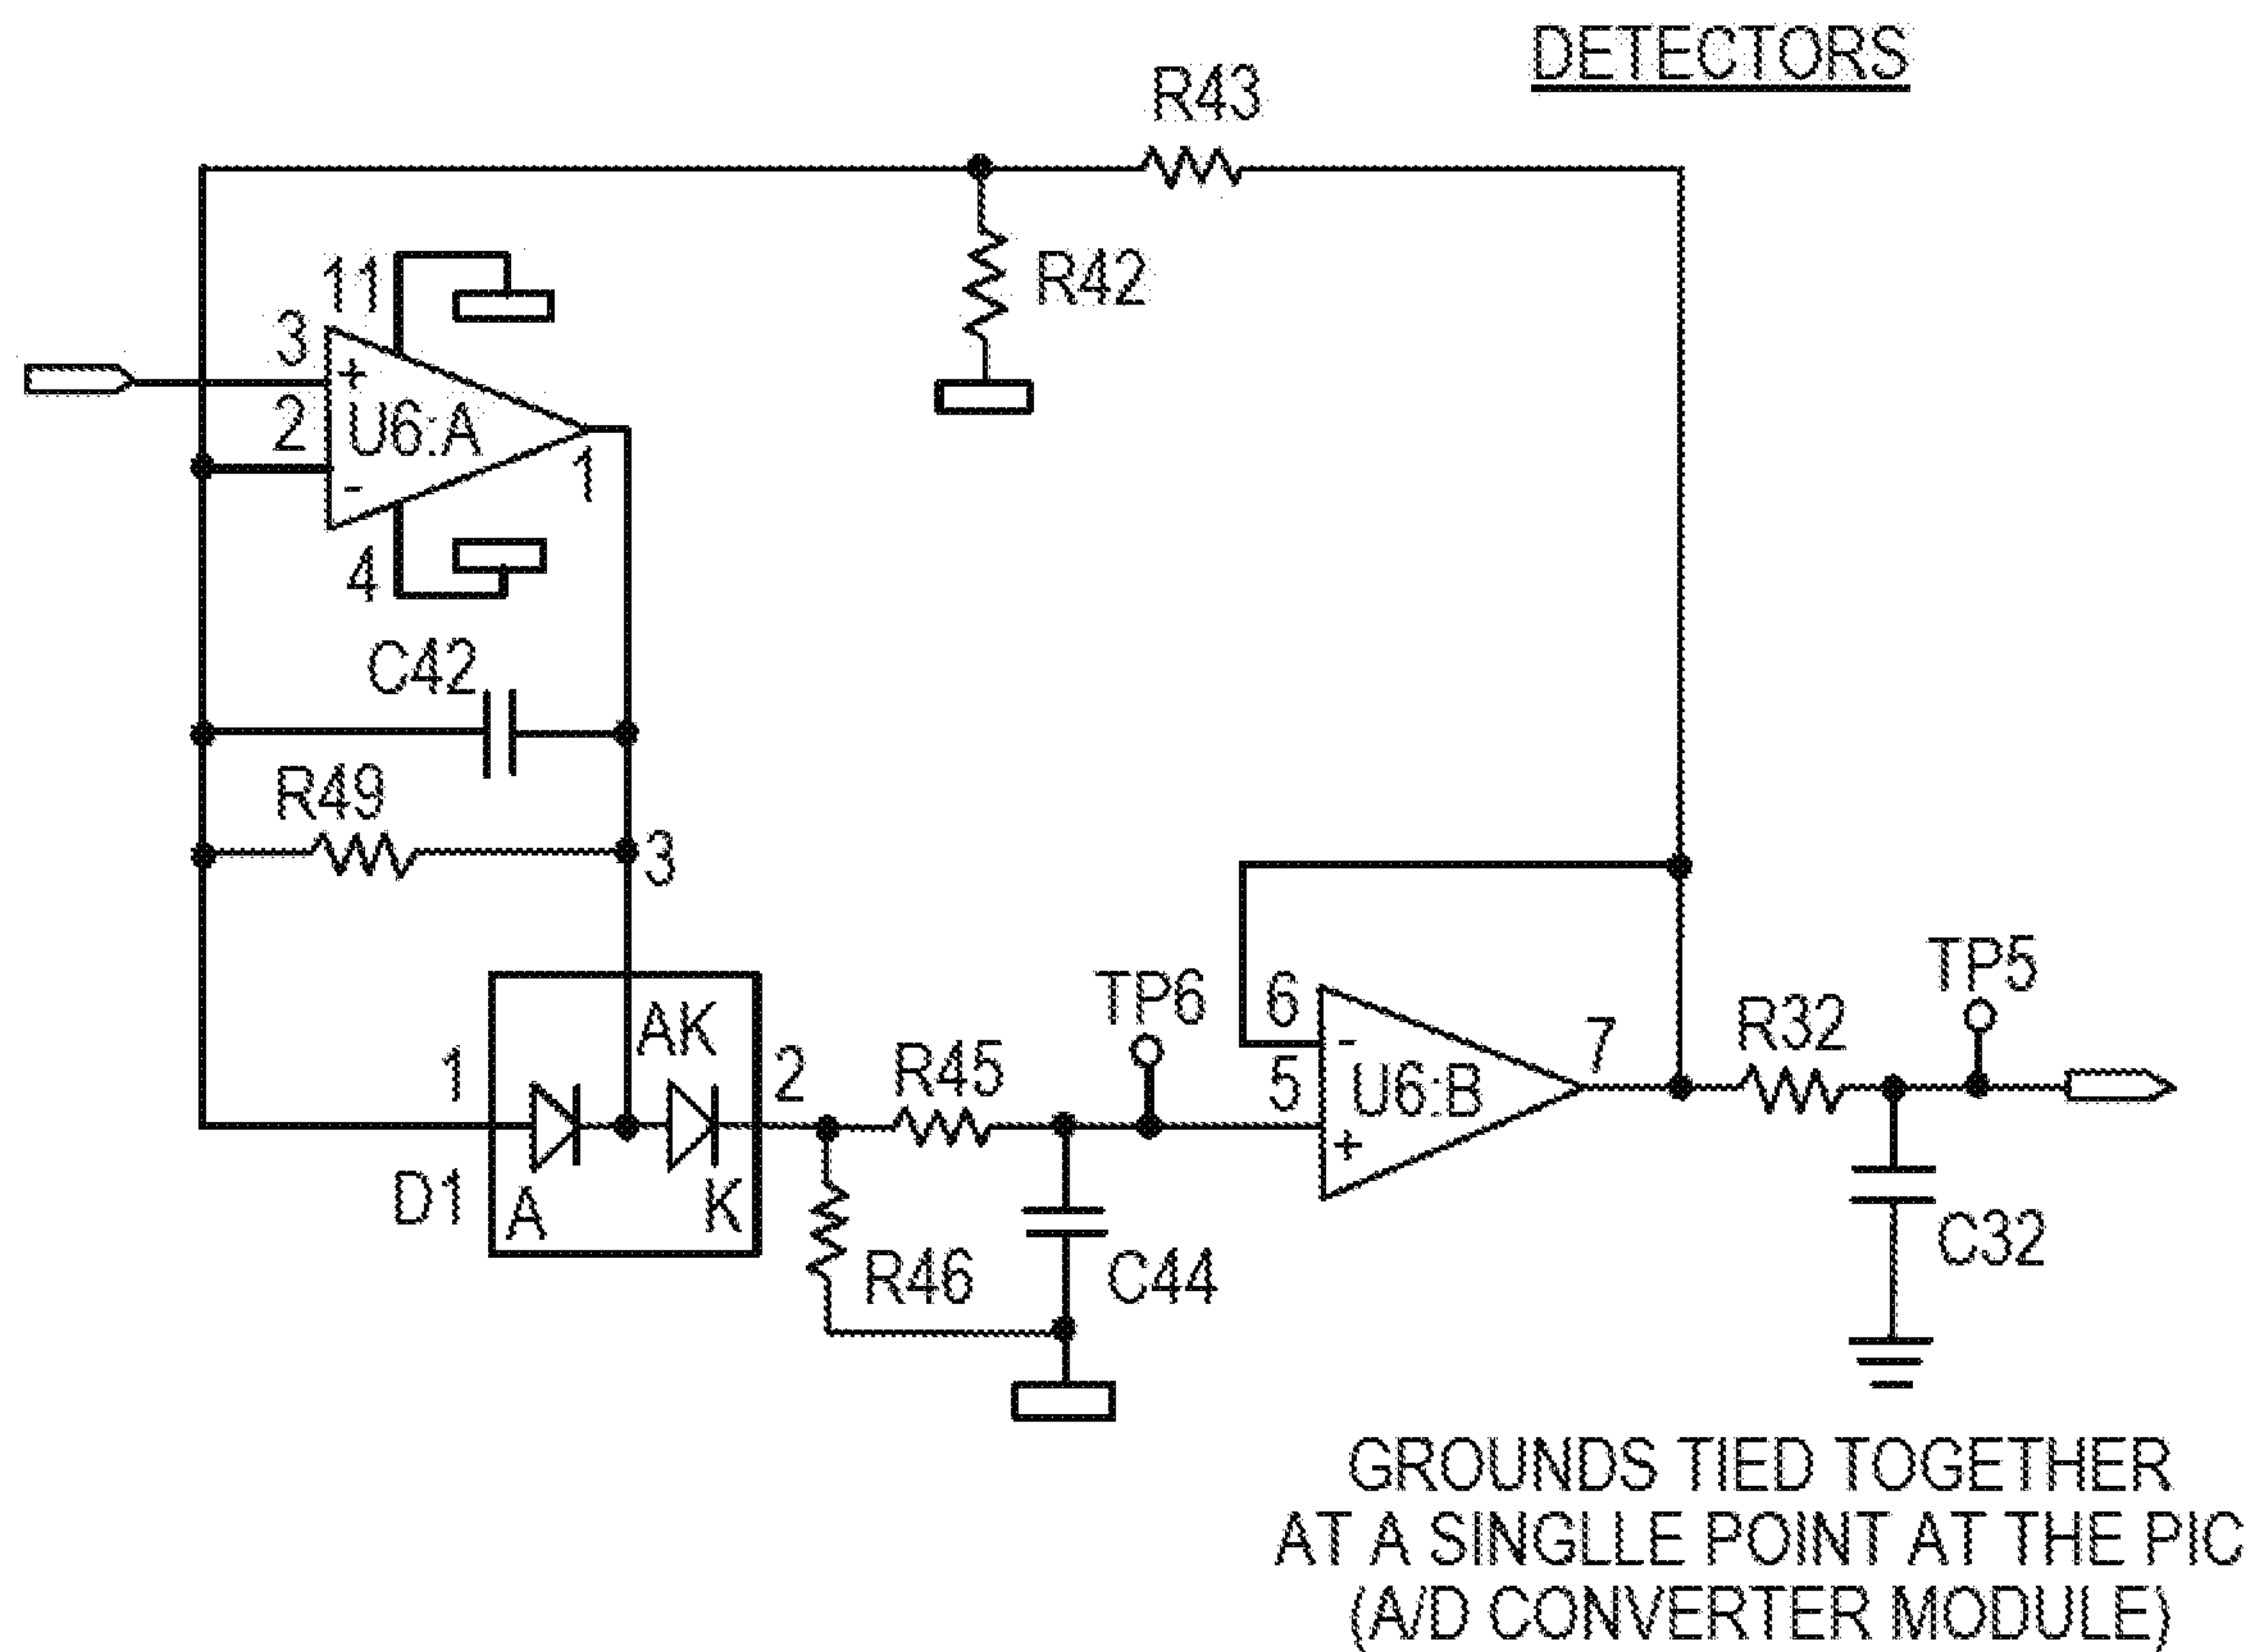 DETECTORS
R43
R42
11
3
+
2
U6:A
-
1
4
C42
R49
3
AK
1
2
D1
A
K
R45
R46
C44
TP6
6
-
5
U6:B
+
7
R32
TP5
C32
GROUNDS TIED TOGETHER
AT A SINGLLE POINT AT THE PIC
(A/D CONVERTER MODULE)